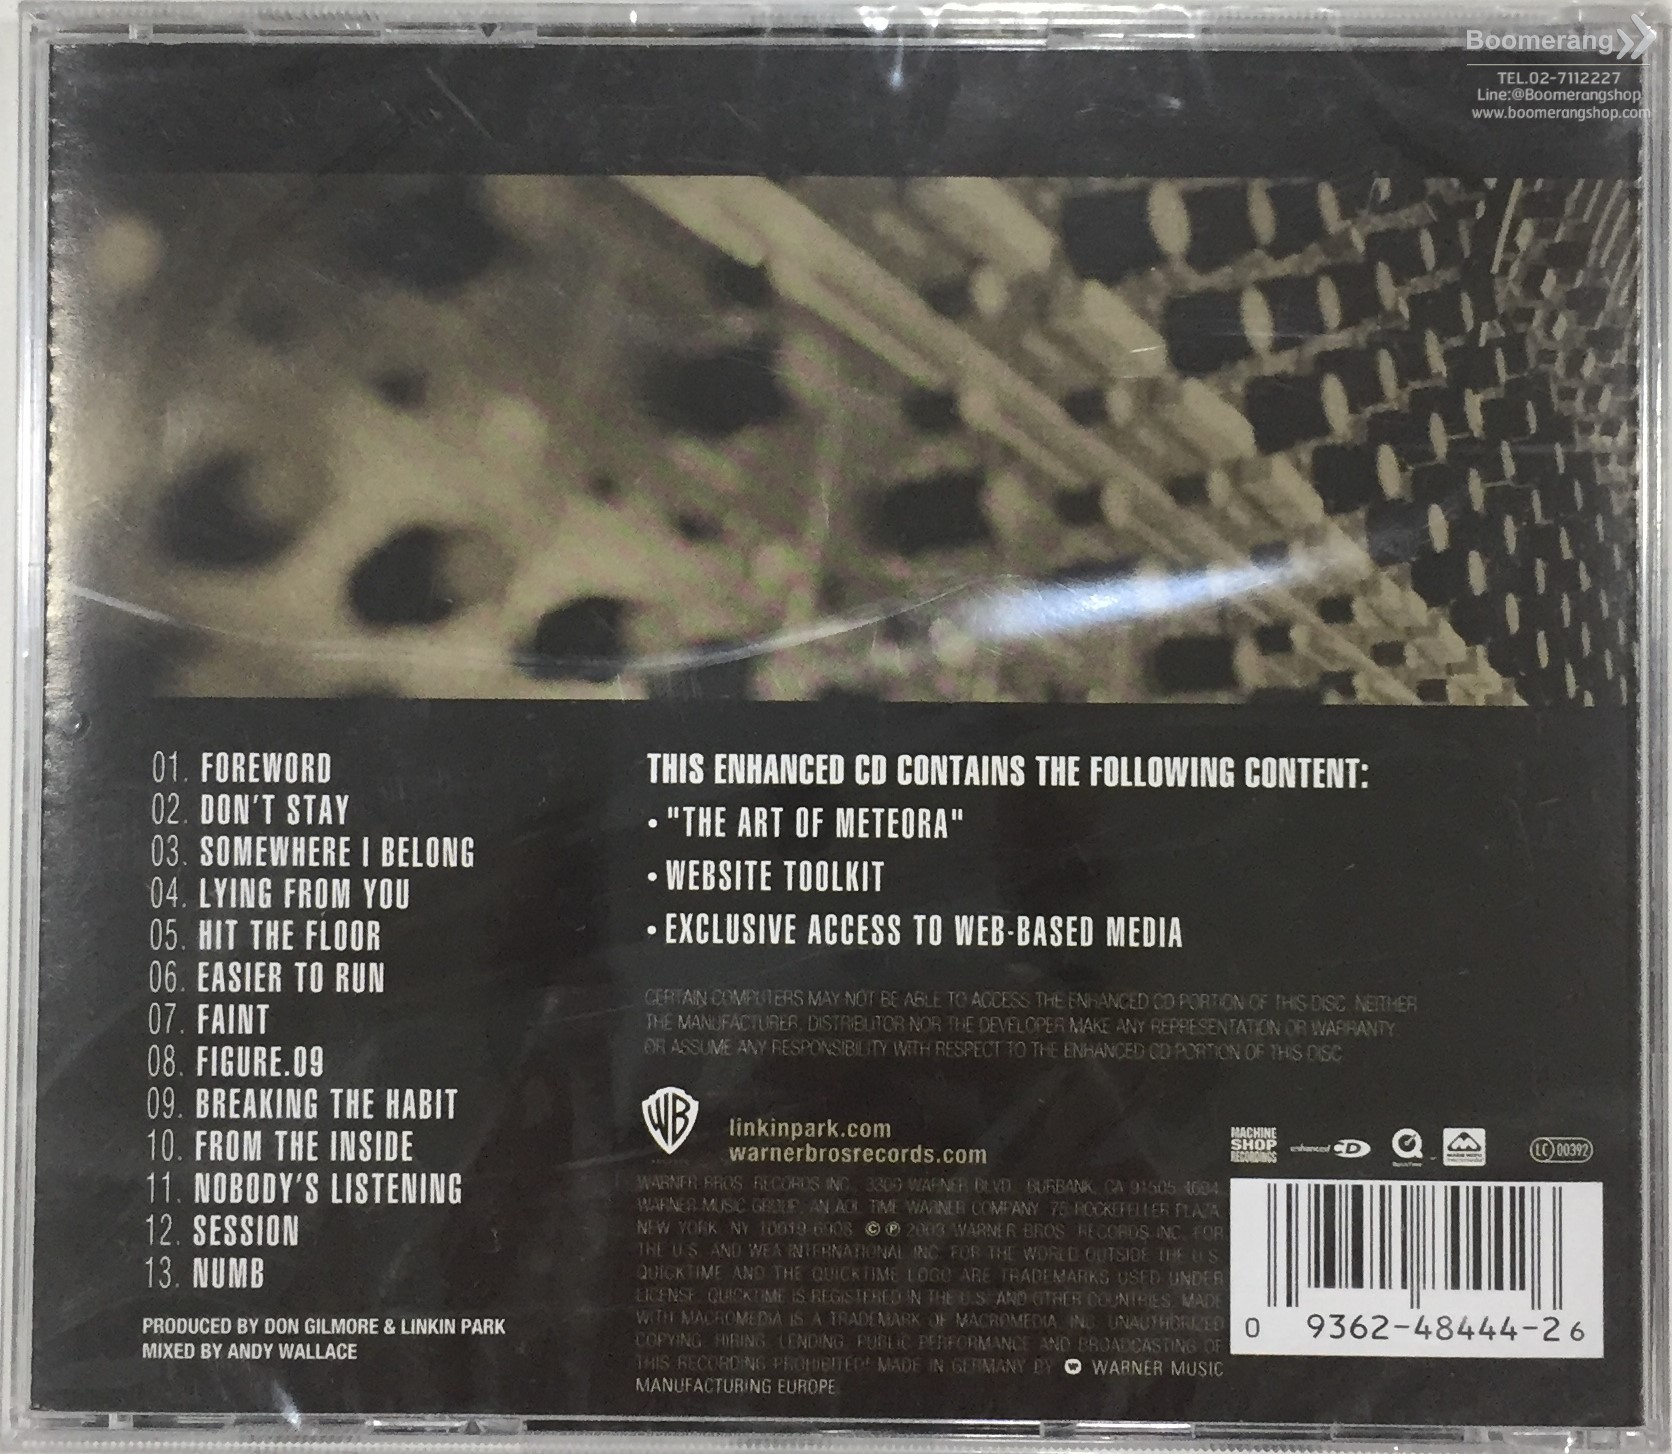 Boomerang
TEL.02-7112227
Line:@Boomerangshop
www.boomerangshop.com
01. FOREWORD
02. DON'T STAY
03. SOMEWHERE I BELONG
04. LYING FROM YOU
05. HIT THE FLOOR
06. EASIER TO RUN
07. FAINT
08. FIGURE.09
09. BREAKING THE HABIT
10. FROM THE INSIDE
11. NOBODY'S LISTENING
12. SESSION
13. NUMB
PRODUCED BY DON GILMORE & LINKIN PARK
MIXED BY ANDY WALLACE
THIS ENHANCED CD CONTAINS THE FOLLOWING CONTENT:
• "THE ART OF METEORA"
• WEBSITE TOOLKIT
• EXCLUSIVE ACCESS TO WEB-BASED MEDIA
CERTAIN COMPUTERS MAY NOT BE ABLE TO ACCESS THE ENHANCED CD PORTION OF THIS DISC. NEITHER
THE MANUFACTURER, DISTRIBUTOR NOR THE DEVELOPER MAKE ANY REPRESENTATION OR WARRANTY,
OR ASSUME ANY RESPONSIBILITY WITH RESPECT TO THE ENHANCED CD PORTION OF THIS DISC.
WB
linkinpark.com
warnerbrosrecords.com
MACHINE
SHOP
RECORDINGS
enhanced CD
QuickTime
LC 00392
WARNER BROS. RECORDS INC., 3300 WARNER BLVD., BURBANK, CA 91505-4694.
WARNER MUSIC GROUP, AN AOL TIME WARNER COMPANY. 75 ROCKEFELLER PLAZA,
NEW YORK, NY 10019-6908. © ℗ 2003 WARNER BROS. RECORDS INC. FOR
THE U.S. AND WEA INTERNATIONAL INC. FOR THE WORLD OUTSIDE THE U.S.
QUICKTIME AND THE QUICKTIME LOGO ARE TRADEMARKS USED UNDER
LICENSE. QUICKTIME IS REGISTERED IN THE U.S. AND OTHER COUNTRIES. MADE
WITH MACROMEDIA IS A TRADEMARK OF MACROMEDIA, INC. UNAUTHORIZED
COPYING, HIRING, LENDING, PUBLIC PERFORMANCE AND BROADCASTING OF
THIS RECORDING PROHIBITED! MADE IN GERMANY BY WARNER MUSIC
MANUFACTURING EUROPE.
0 9362-48444-2 6